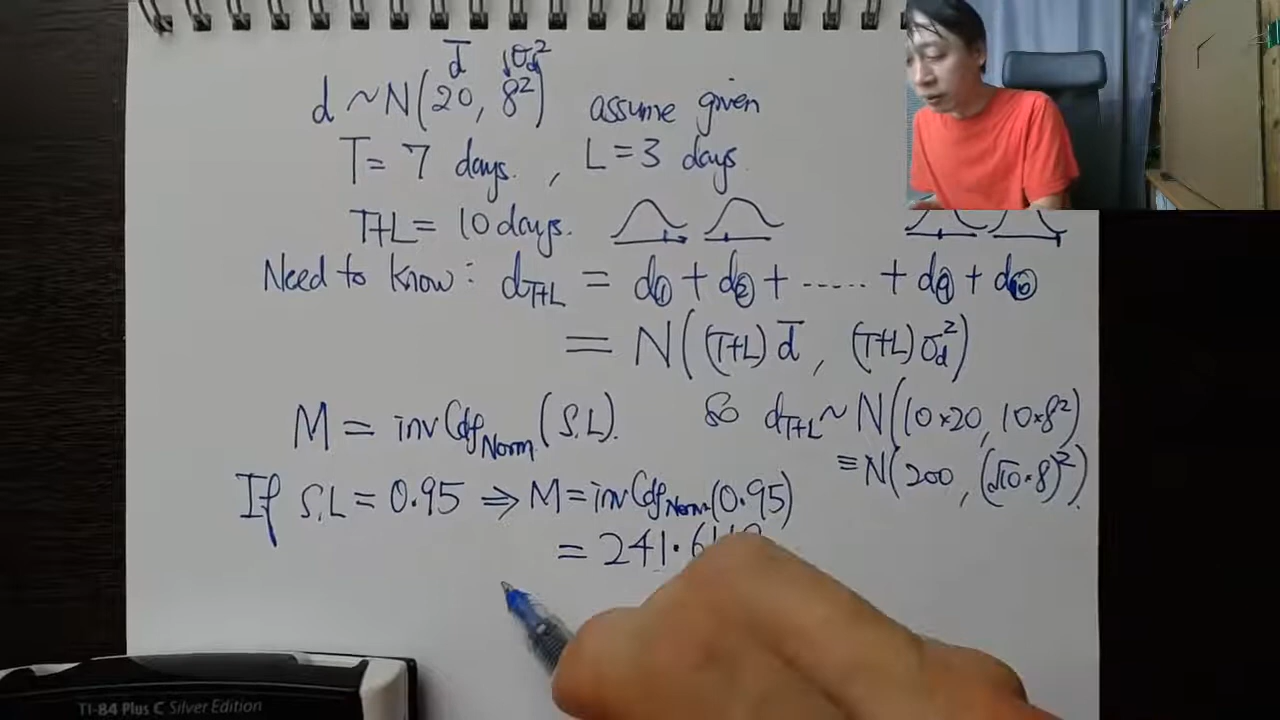 d̄ , σd²
d ~ N(20, 8²) assume given
T = 7 days. , L = 3 days.
T+L = 10 days.
Need to know: dT+L = d① + d② + ..... + d⑨ + d⑩
= N((T+L) d̄ , (T+L) σd²)
M = invCdfNorm (S.L). So dT+L ~ N(10×20, 10×8²)
≡ N(200, (√10·8)²).
If S.L = 0.95 ⇒ M = invCdfNorm(0.95)
= 241.6
TI-84 Plus C Silver Edition